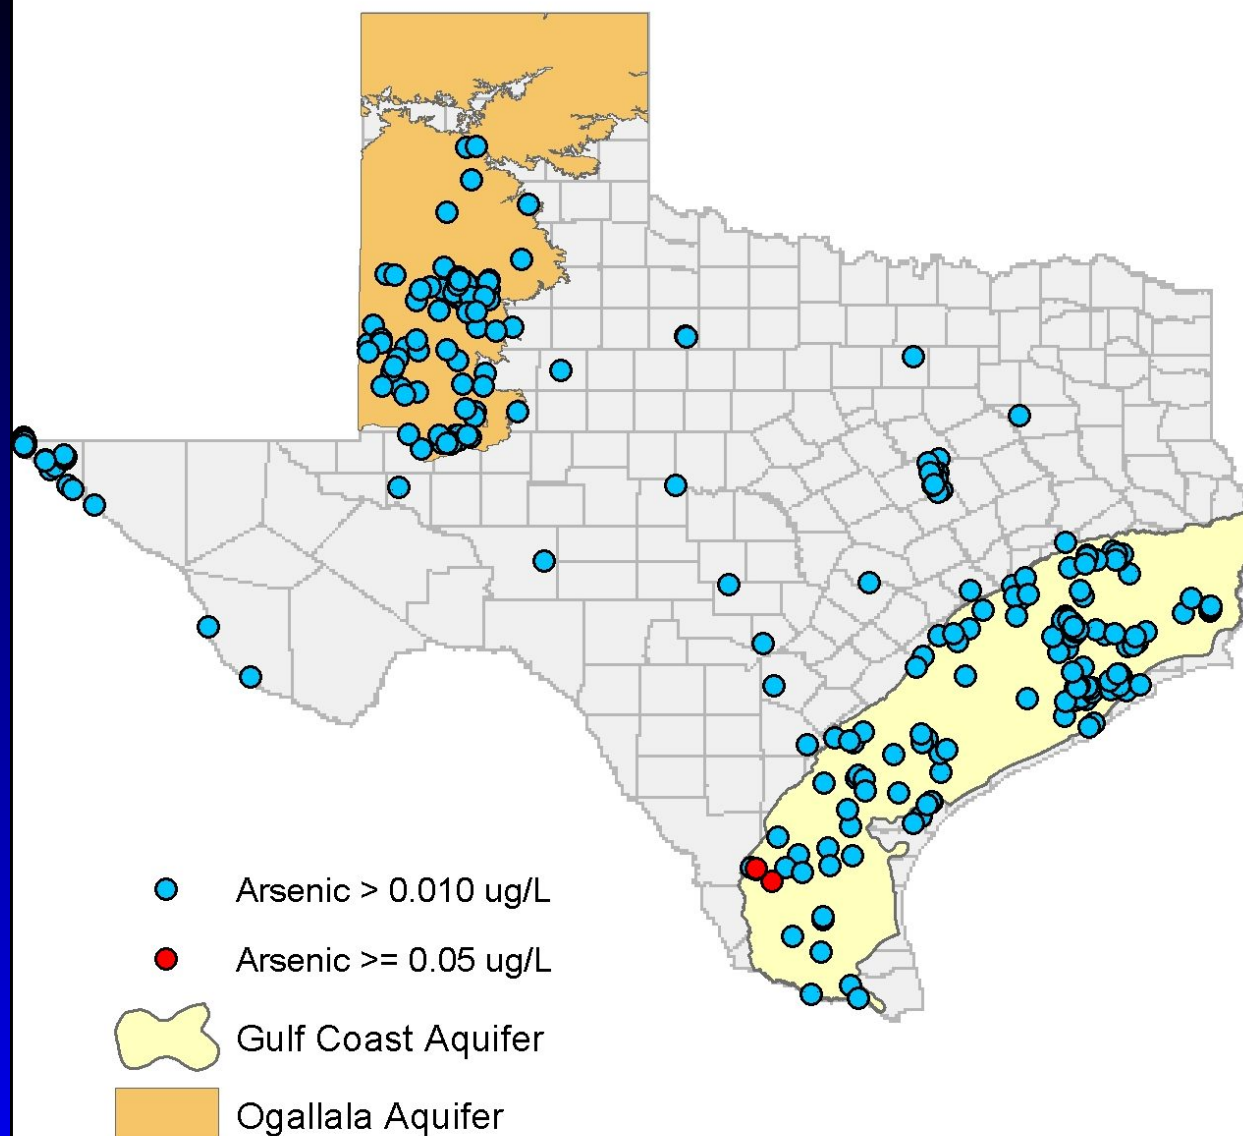 Arsenic > 0.010 ug/L
Arsenic >= 0.05 ug/L
Gulf Coast Aquifer
Ogallala Aquifer